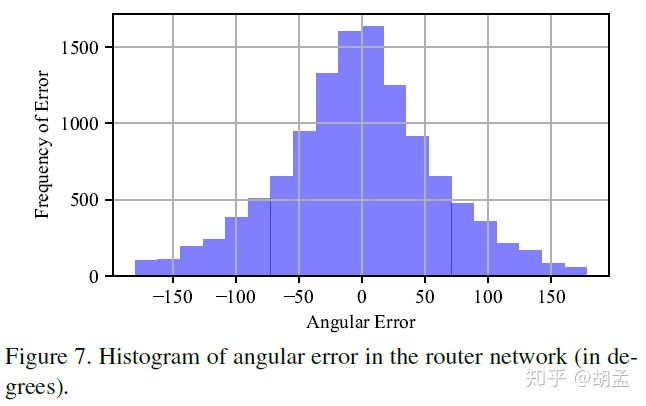 1500
1000
500
0
Frequency of Error
−150 −100 −50 0 50 100 150
Angular Error
Figure 7. Histogram of angular error in the router network (in de-
grees).
知乎 @胡孟